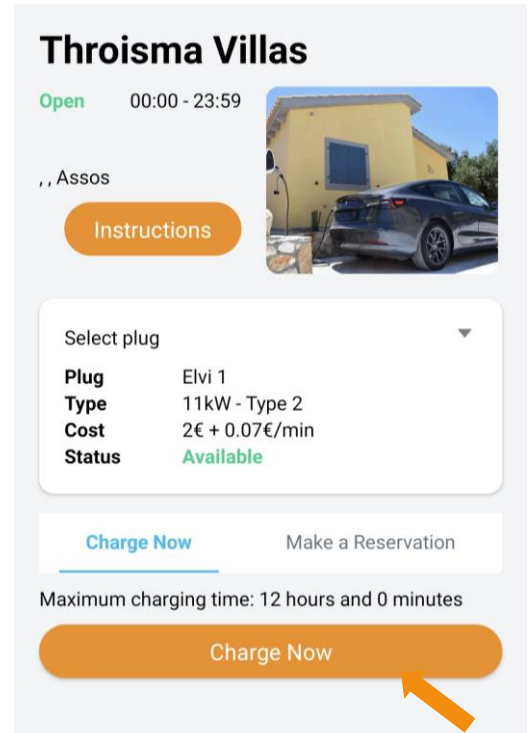 Throisma Villas
Open 00:00 - 23:59
, , Assos
Instructions
Select plug
Plug Elvi 1
Type 11kW - Type 2
Cost 2€ + 0.07€/min
Status Available
Charge Now Make a Reservation
Maximum charging time: 12 hours and 0 minutes
Charge Now